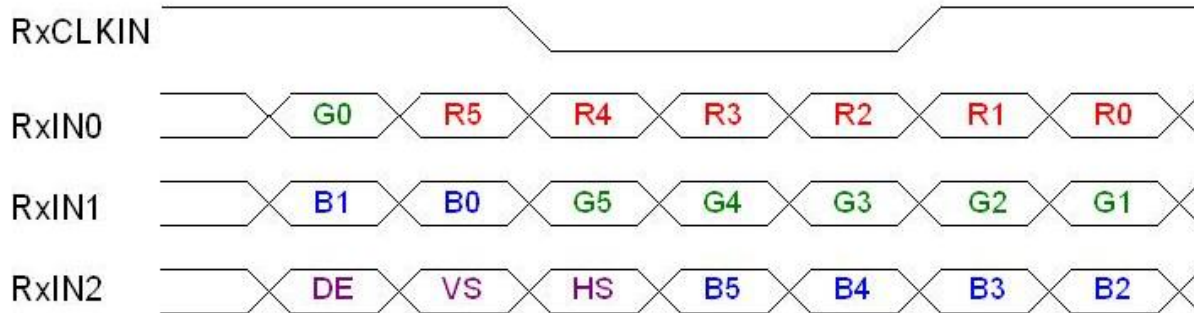 RxCLKIN
RxIN0 G0 R5 R4 R3 R2 R1 R0
RxIN1 B1 B0 G5 G4 G3 G2 G1
RxIN2 DE VS HS B5 B4 B3 B2